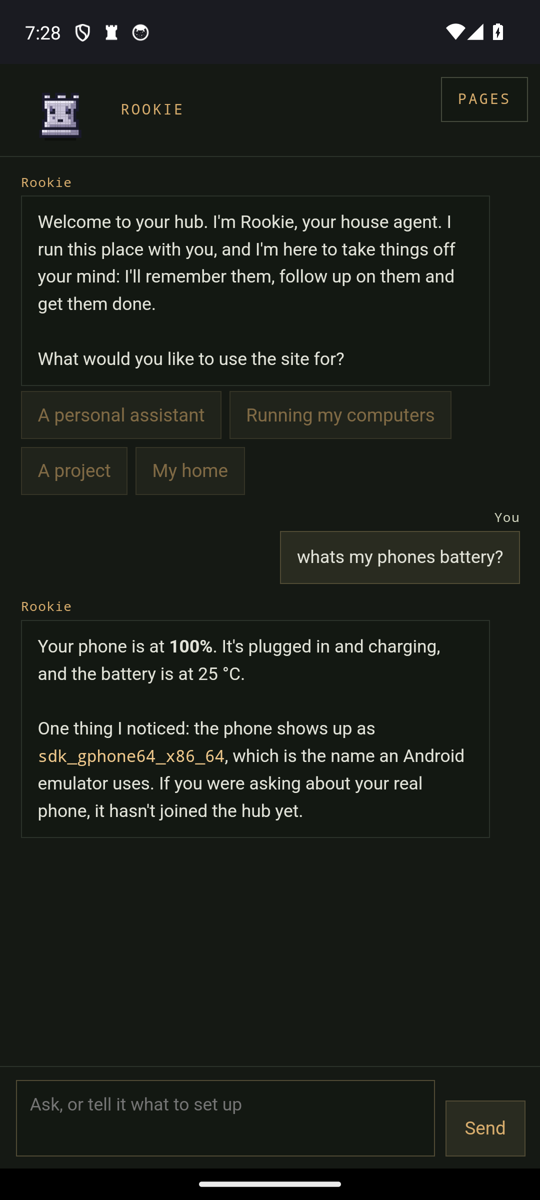 7:28
ROOKIE
PAGES
Rookie
Welcome to your hub. I'm Rookie, your house agent. I
run this place with you, and I'm here to take things off
your mind: I'll remember them, follow up on them and
get them done.
What would you like to use the site for?
A personal assistant
Running my computers
A project
My home
You
whats my phones battery?
Rookie
Your phone is at 100%. It's plugged in and charging,
and the battery is at 25 °C.
One thing I noticed: the phone shows up as
sdk_gphone64_x86_64, which is the name an Android
emulator uses. If you were asking about your real
phone, it hasn't joined the hub yet.
Ask, or tell it what to set up
Send